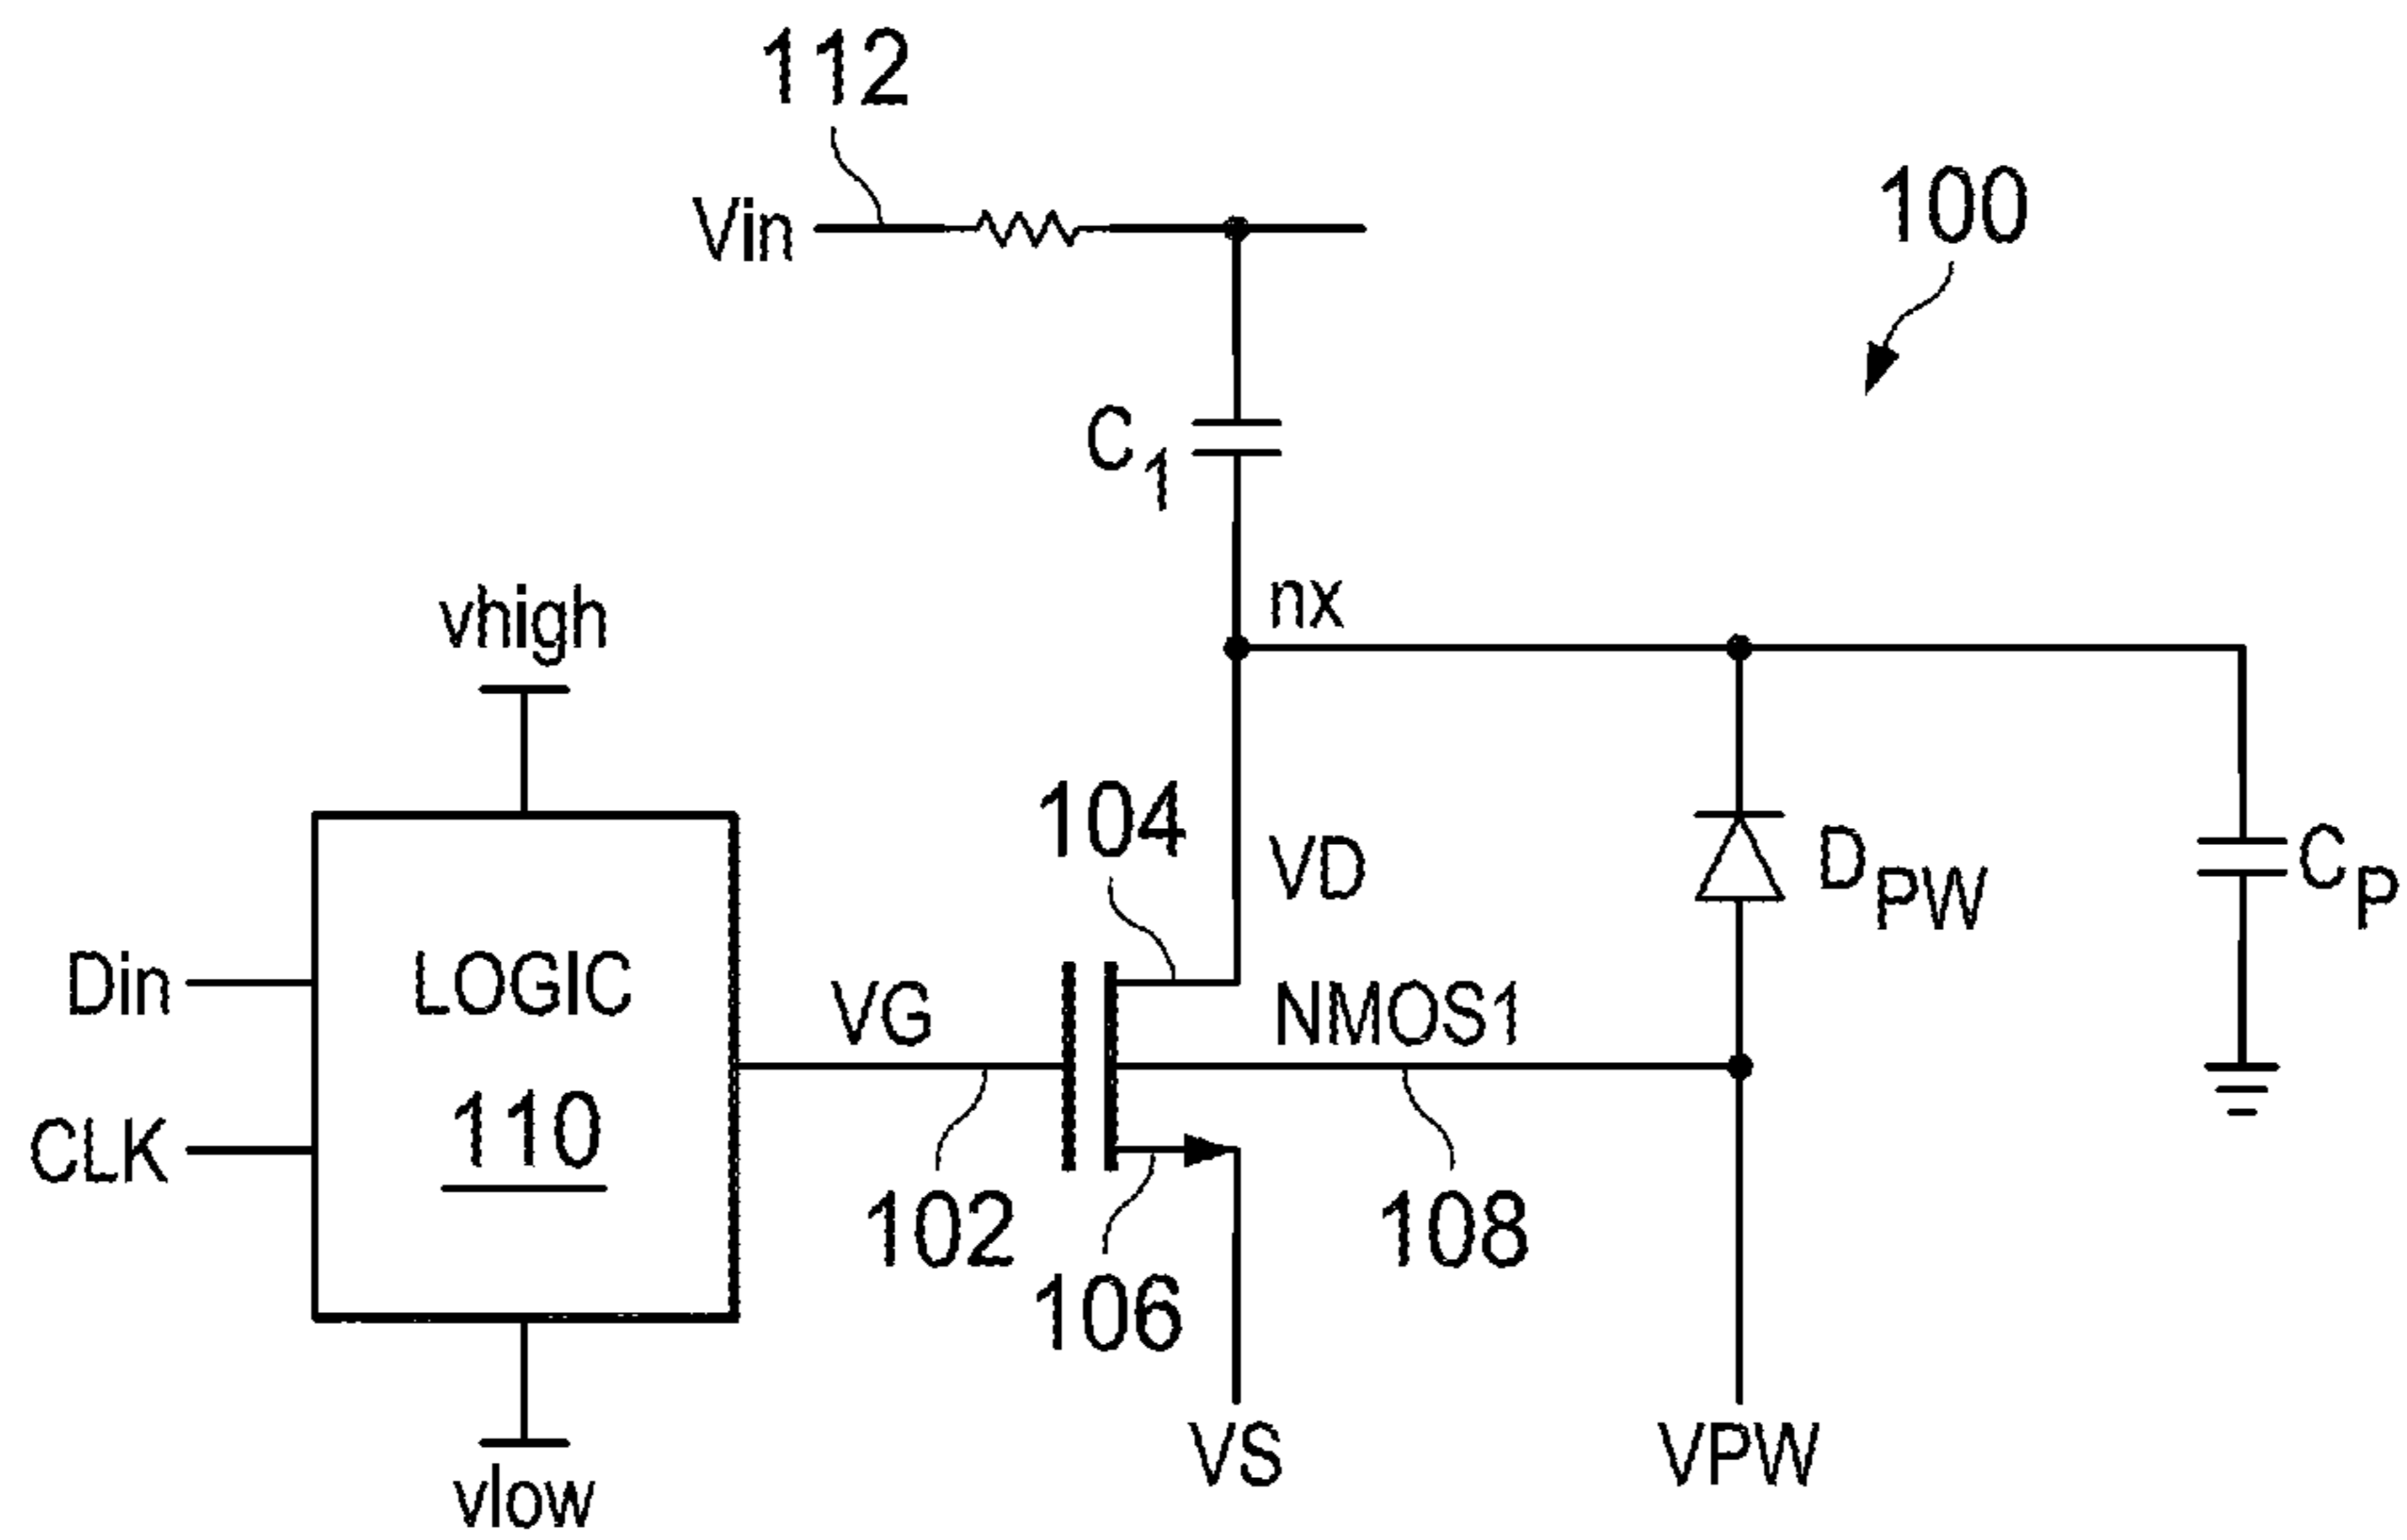 112
Vin
100
C1
nx
vhigh
104
VD
DPW
CP
Din
LOGIC
VG
NMOS1
CLK
110
102
108
106
VS
VPW
vlow